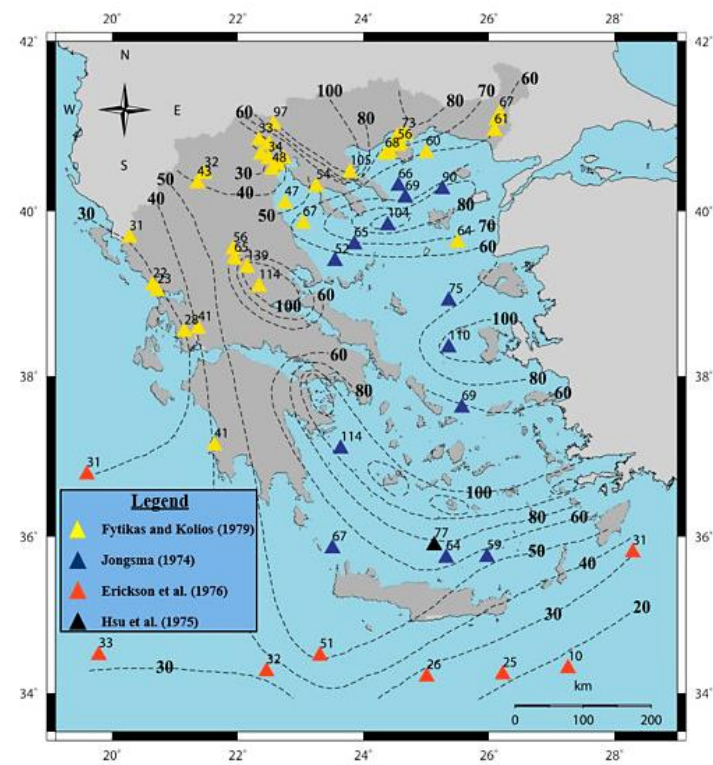 20° 22° 24° 26° 28°
42° 42°
N
W E
S
100 70 60
60 97 80 80 67
33 73 61
34 56 60
68
32 48 105
43 30 54 66 90
50 40 69
40 47 80
40° 40°
30 50 67 104 70
31 65 64
56 52 60
65
139
22 114 60 75
23 100
28 41 110 100
60
38° 80 38°
80 69 60
41 114
31 100
Legend
Fytikas and Kolios (1979)
Jongsma (1974)
Erickson et al. (1976)
Hsu et al. (1975)
36° 80 60 36°
67 77 64 59 50 31
40
30 20
33 51
30 32 26 25 10
34° 34°
km
0 100 200
20° 22° 24° 26° 28°